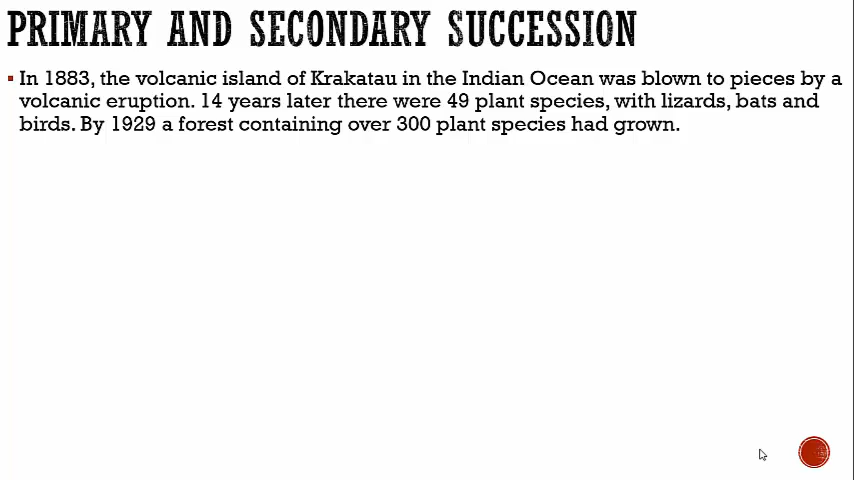 PRIMARY AND SECONDARY SUCCESSION
In 1883, the volcanic island of Krakatau in the Indian Ocean was blown to pieces by a
volcanic eruption. 14 years later there were 49 plant species, with lizards, bats and
birds. By 1929 a forest containing over 300 plant species had grown.